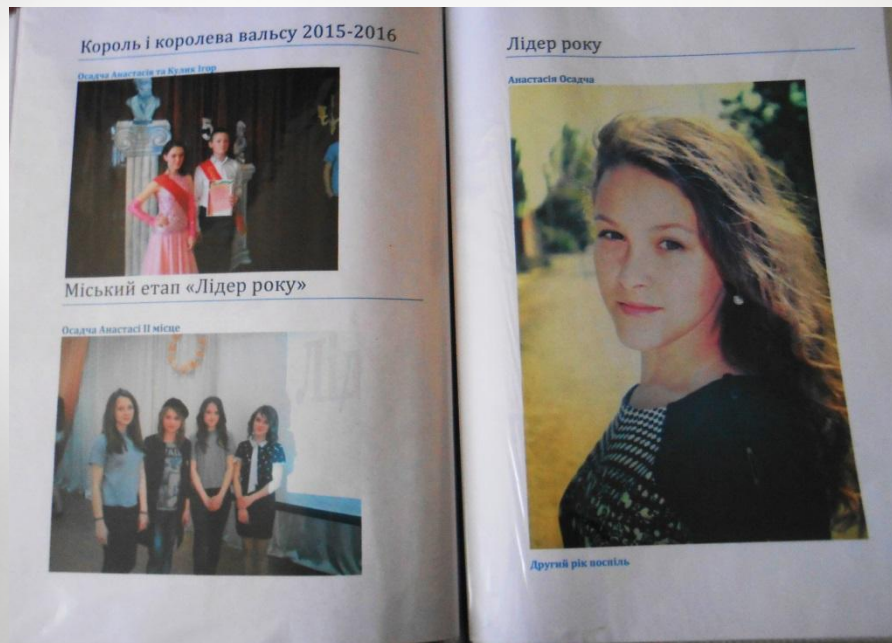 Король і королева вальсу 2015-2016
Осадча Анастасія та Кулик Ігор
Міський етап «Лідер року»
Осадча Анастасі ІІ місце
Лідер року
Анастасія Осадча
Другий рік поспіль